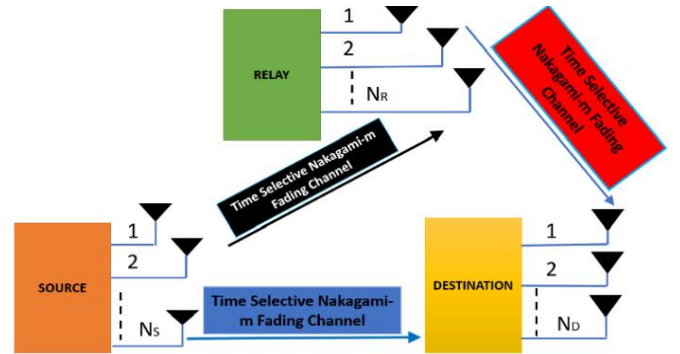 1
2
RELAY
NR
Time Selective
Nakagami-m Fading
Channel
Time Selective Nakagami-m
Fading Channel
1
2
SOURCE
NS
Time Selective Nakagami-
m Fading Channel
1
2
DESTINATION
ND